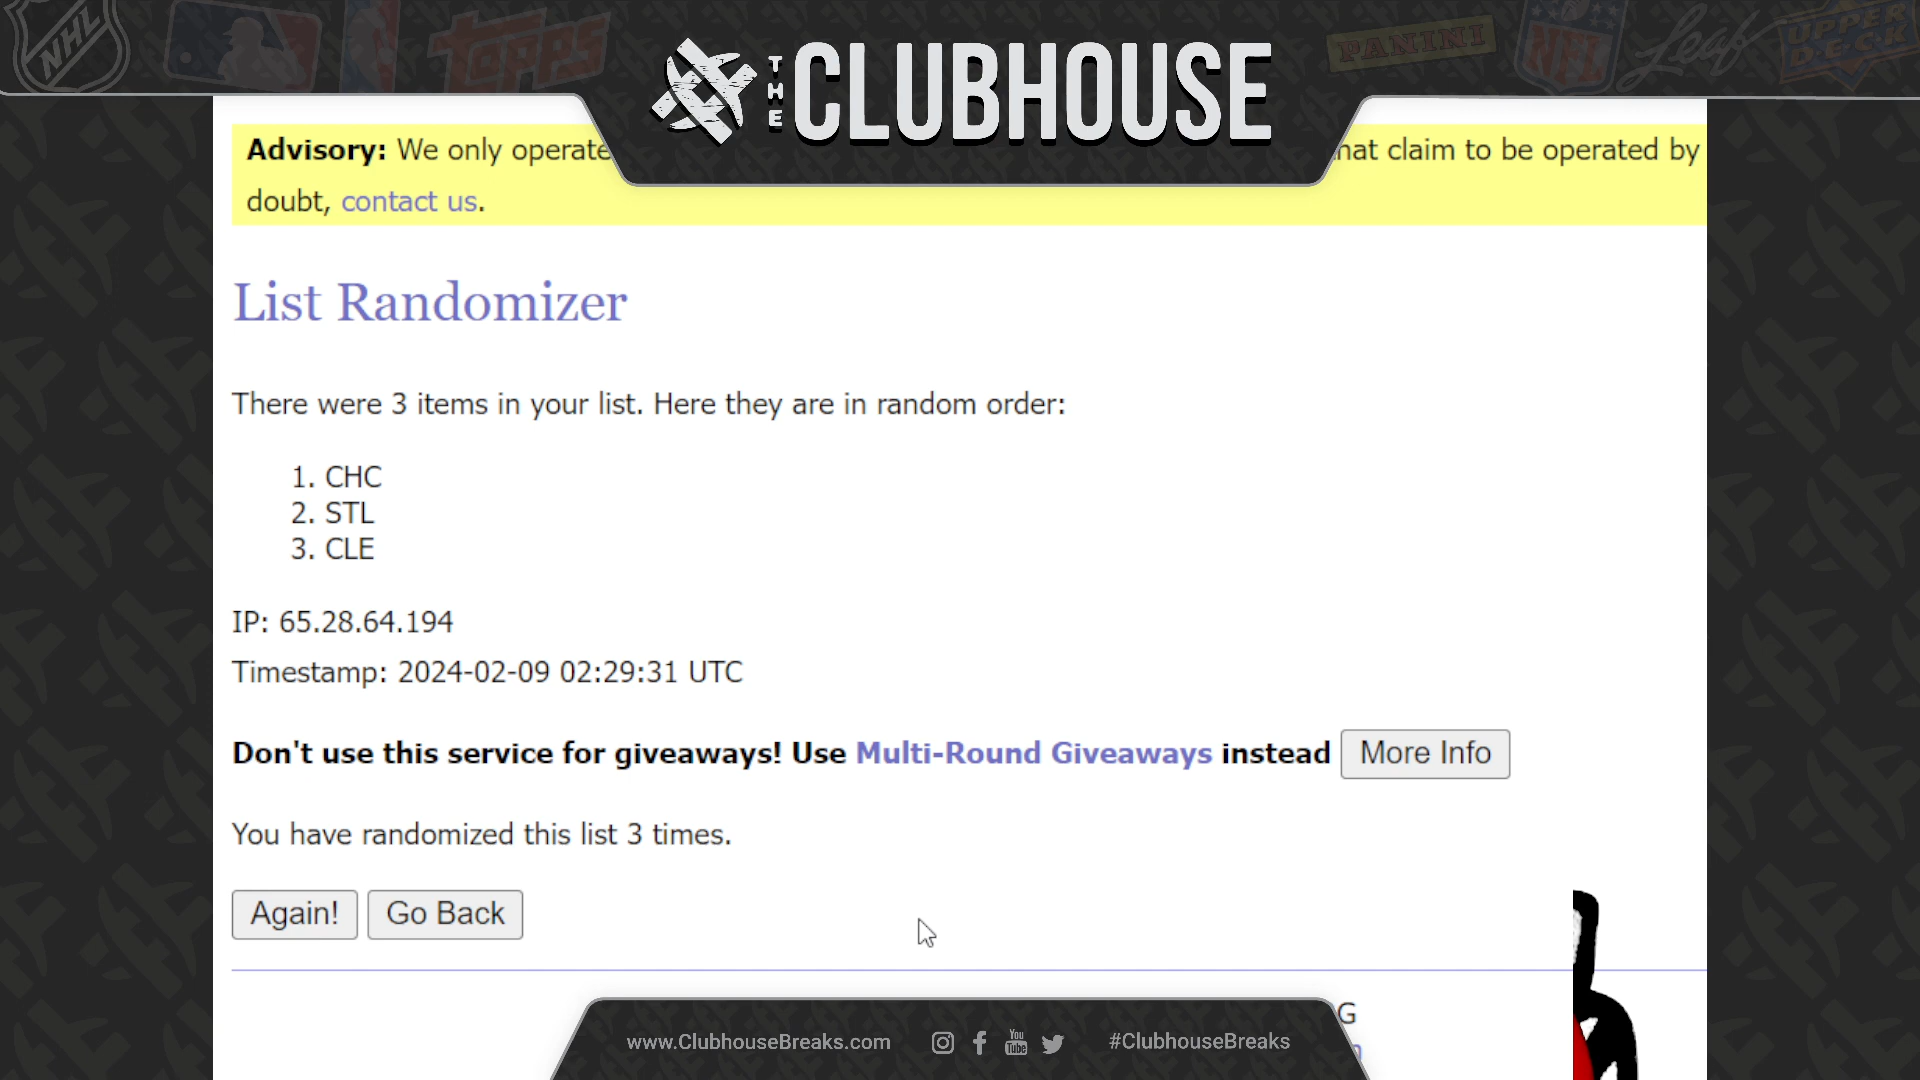 NHL
TOPPS
THE CLUBHOUSE
PANINI
NFL
Leaf
UPPER
DECK
Advisory: We only operate
hat claim to be operated by
doubt, contact us.
List Randomizer
There were 3 items in your list. Here they are in random order:
1. CHC
2. STL
3. CLE
IP: 65.28.64.194
Timestamp: 2024-02-09 02:29:31 UTC
Don't use this service for giveaways! Use Multi-Round Giveaways instead More Info
You have randomized this list 3 times.
Again! Go Back
G
www.ClubhouseBreaks.com You Tube #ClubhouseBreaks